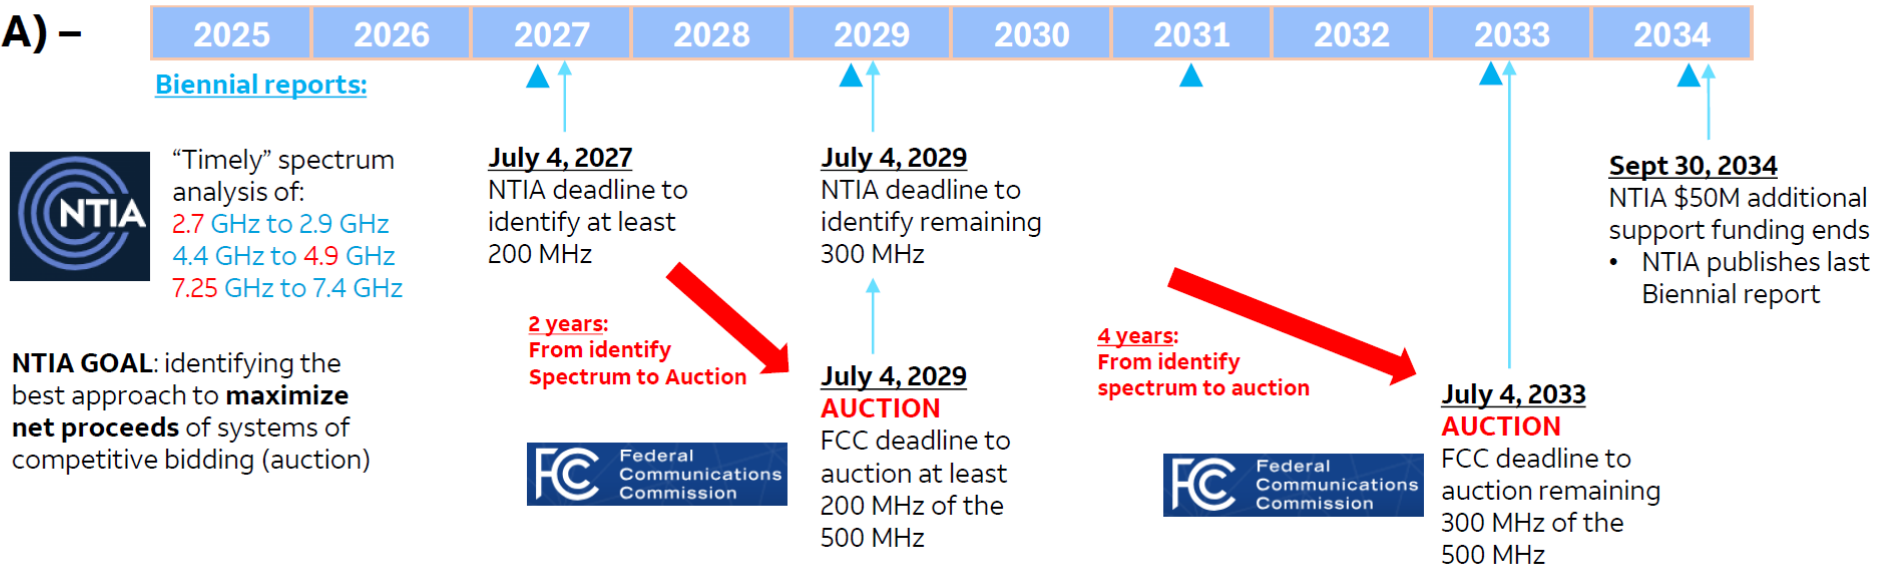 A) –
2025 2026 2027 2028 2029 2030 2031 2032 2033 2034
Biennial reports:
NTIA
“Timely” spectrum
analysis of:
2.7 GHz to 2.9 GHz
4.4 GHz to 4.9 GHz
7.25 GHz to 7.4 GHz
NTIA GOAL: identifying the
best approach to maximize
net proceeds of systems of
competitive bidding (auction)
July 4, 2027
NTIA deadline to
identify at least
200 MHz
2 years:
From identify
Spectrum to Auction
FCC Federal
Communications
Commission
July 4, 2029
NTIA deadline to
identify remaining
300 MHz
July 4, 2029
AUCTION
FCC deadline to
auction at least
200 MHz of the
500 MHz
4 years:
From identify
spectrum to auction
FCC Federal
Communications
Commission
July 4, 2033
AUCTION
FCC deadline to
auction remaining
300 MHz of the
500 MHz
Sept 30, 2034
NTIA $50M additional
support funding ends
• NTIA publishes last
Biennial report